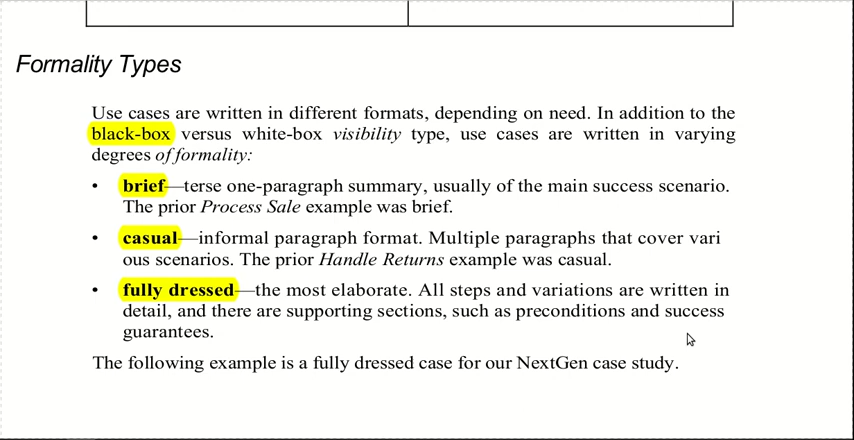 Formality Types
Use cases are written in different formats, depending on need. In addition to the
black-box versus white-box visibility type, use cases are written in varying
degrees of formality:
• brief—terse one-paragraph summary, usually of the main success scenario.
The prior Process Sale example was brief.
• casual—informal paragraph format. Multiple paragraphs that cover vari
ous scenarios. The prior Handle Returns example was casual.
• fully dressed—the most elaborate. All steps and variations are written in
detail, and there are supporting sections, such as preconditions and success
guarantees.
The following example is a fully dressed case for our NextGen case study.